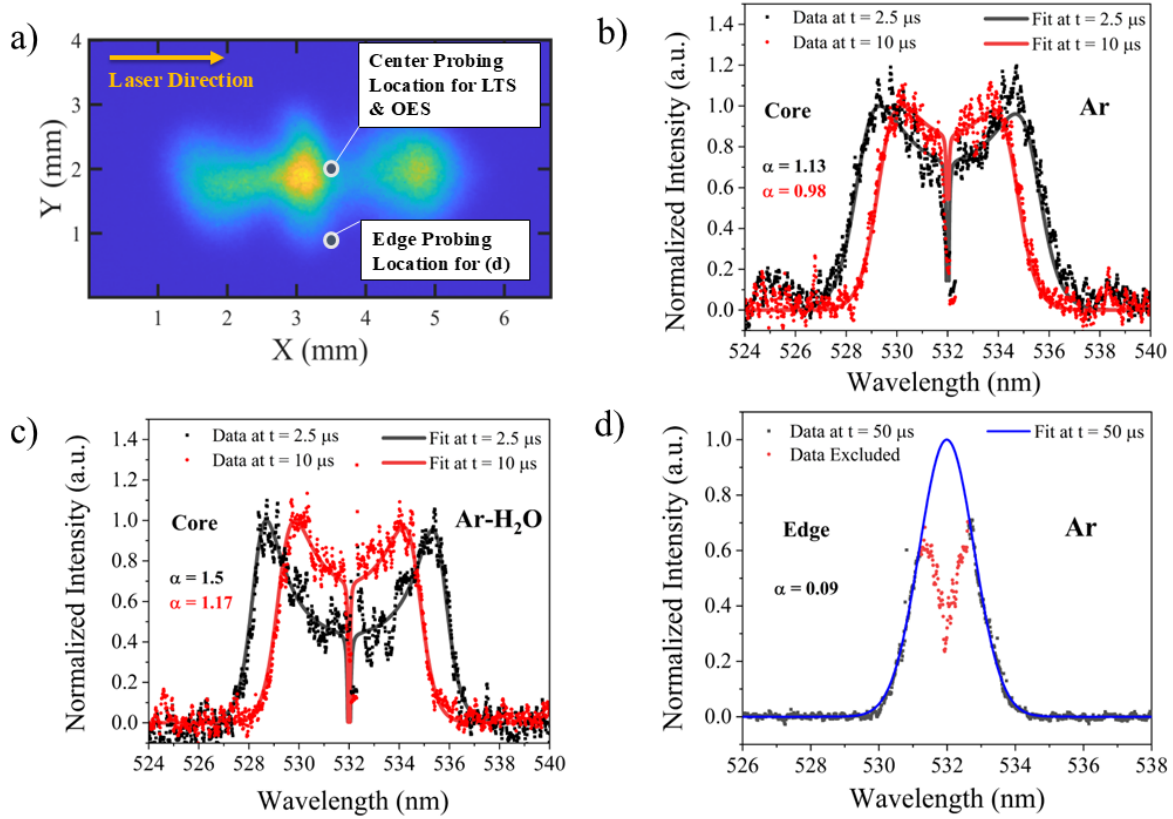 a)
4
3
2
1
Y (mm)
Laser Direction
Center Probing
Location for LTS
& OES
Edge Probing
Location for (d)
1 2 3 4 5 6
X (mm)
b)
Data at t = 2.5 μs
Fit at t = 2.5 μs
Data at t = 10 μs
Fit at t = 10 μs
Normalized Intensity (a.u.)
1.4
1.2
1.0
0.8
0.6
0.4
0.2
0.0
Core
Ar
α = 1.13
α = 0.98
524 526 528 530 532 534 536 538 540
Wavelength (nm)
c)
Data at t = 2.5 μs
Fit at t = 2.5 μs
Data at t = 10 μs
Fit at t = 10 μs
Normalized Intensity (a.u.)
1.4
1.2
1.0
0.8
0.6
0.4
0.2
0.0
Core
Ar-H₂O
α = 1.5
α = 1.17
524 526 528 530 532 534 536 538 540
Wavelength (nm)
d)
Data at t = 50 μs
Fit at t = 50 μs
Data Excluded
Normalized Intensity (a.u.)
1.0
0.8
0.6
0.4
0.2
0.0
Edge
Ar
α = 0.09
526 528 530 532 534 536 538
Wavelength (nm)